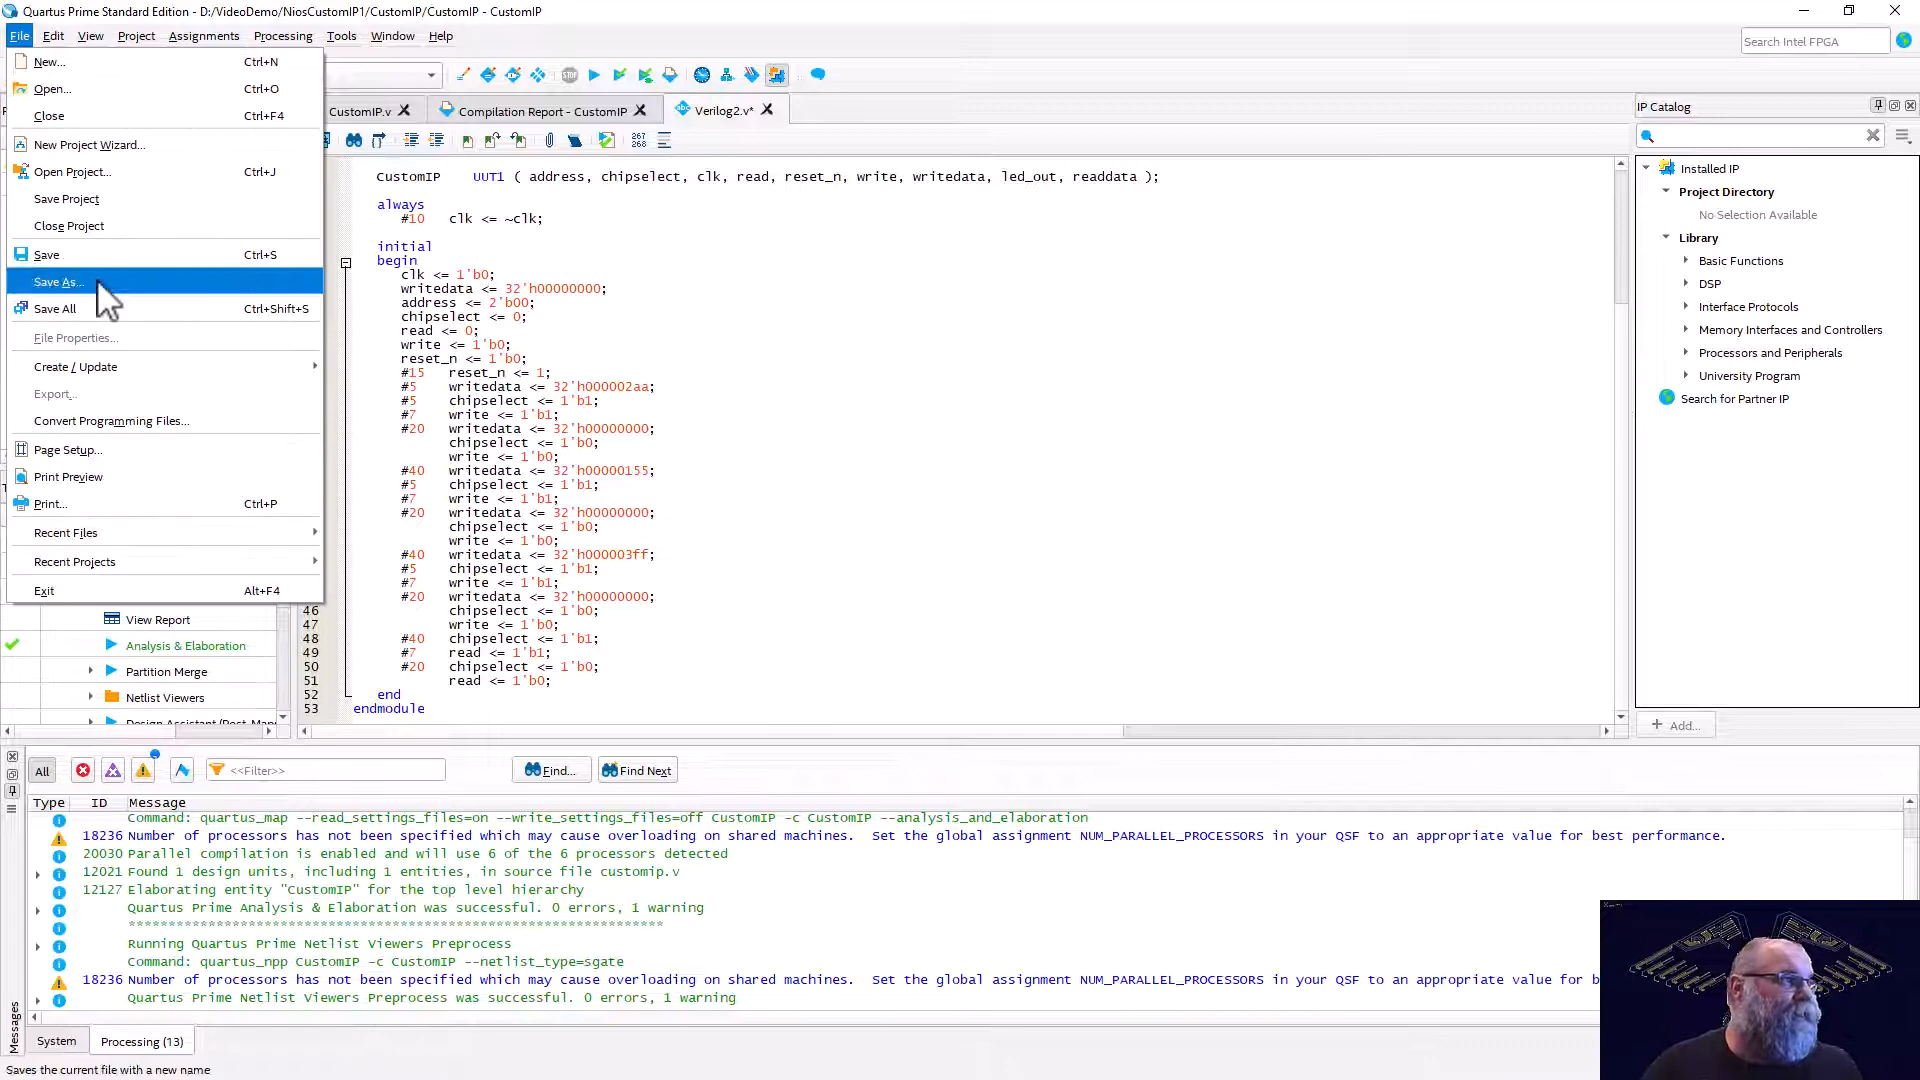 Quartus Prime Standard Edition - D:/VideoDemo/NiosCustomIP1/CustomIP/CustomIP - CustomIP
File Edit View Project Assignments Processing Tools Window Help
Search Intel FPGA
New... Ctrl+N
Open... Ctrl+O
Close Ctrl+F4
New Project Wizard...
Open Project... Ctrl+J
Save Project
Close Project
Save Ctrl+S
Save As...
Save All Ctrl+Shift+S
File Properties...
Create / Update
Export...
Convert Programming Files...
Page Setup...
Print Preview
Print... Ctrl+P
Recent Files
Recent Projects
Exit Alt+F4
View Report
Analysis & Elaboration
Partition Merge
Netlist Viewers
Design Assistant (Post-Map
CustomIP.v
Compilation Report - CustomIP
Verilog2.v*
267
268
CustomIP UUT1 ( address, chipselect, clk, read, reset_n, write, writedata, led_out, readdata );
always
#10 clk <= ~clk;
initial
begin
clk <= 1'b0;
writedata <= 32'h00000000;
address <= 2'b00;
chipselect <= 0;
read <= 0;
write <= 1'b0;
reset_n <= 1'b0;
#15 reset_n <= 1;
#5 writedata <= 32'h000002aa;
#5 chipselect <= 1'b1;
#7 write <= 1'b1;
#20 writedata <= 32'h00000000;
chipselect <= 1'b0;
write <= 1'b0;
#40 writedata <= 32'h00000155;
#5 chipselect <= 1'b1;
#7 write <= 1'b1;
#20 writedata <= 32'h00000000;
chipselect <= 1'b0;
write <= 1'b0;
#40 writedata <= 32'h000003ff;
#5 chipselect <= 1'b1;
#7 write <= 1'b1;
#20 writedata <= 32'h00000000;
46 chipselect <= 1'b0;
47 write <= 1'b0;
48 #40 chipselect <= 1'b1;
49 #7 read <= 1'b1;
50 #20 chipselect <= 1'b0;
51 read <= 1'b0;
52 end
53 endmodule
IP Catalog
Installed IP
Project Directory
No Selection Available
Library
Basic Functions
DSP
Interface Protocols
Memory Interfaces and Controllers
Processors and Peripherals
University Program
Search for Partner IP
+ Add...
All
<<Filter>>
Find...
Find Next
Type ID Message
Command: quartus_map --read_settings_files=on --write_settings_files=off CustomIP -c CustomIP --analysis_and_elaboration
18236 Number of processors has not been specified which may cause overloading on shared machines. Set the global assignment NUM_PARALLEL_PROCESSORS in your QSF to an appropriate value for best performance.
20030 Parallel compilation is enabled and will use 6 of the 6 processors detected
12021 Found 1 design units, including 1 entities, in source file customip.v
12127 Elaborating entity "CustomIP" for the top level hierarchy
Quartus Prime Analysis & Elaboration was successful. 0 errors, 1 warning
*******************************************************************
Running Quartus Prime Netlist Viewers Preprocess
Command: quartus_npp CustomIP -c CustomIP --netlist_type=sgate
18236 Number of processors has not been specified which may cause overloading on shared machines. Set the global assignment NUM_PARALLEL_PROCESSORS in your QSF to an appropriate value for b
Quartus Prime Netlist Viewers Preprocess was successful. 0 errors, 1 warning
Messages
System
Processing (13)
Saves the current file with a new name